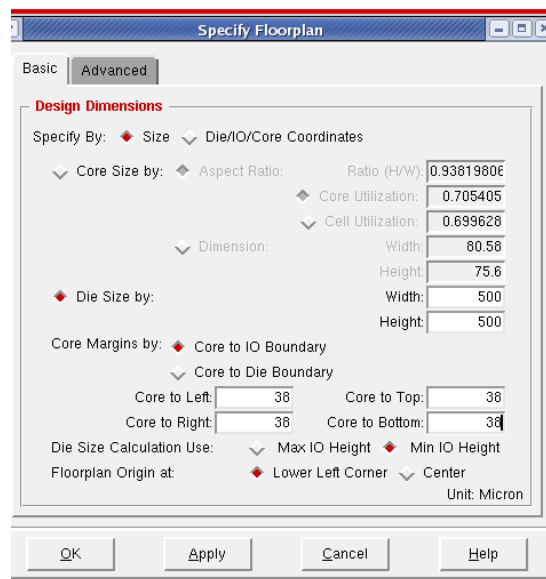 Specify Floorplan
Basic Advanced
Design Dimensions
Specify By: Size Die/IO/Core Coordinates
Core Size by: Aspect Ratio: Ratio (H/W): 0.93819806
Core Utilization: 0.705405
Cell Utilization: 0.699628
Dimension: Width: 80.58
Height: 75.6
Die Size by: Width: 500
Height: 500
Core Margins by: Core to IO Boundary
Core to Die Boundary
Core to Left: 38 Core to Top: 38
Core to Right: 38 Core to Bottom: 38
Die Size Calculation Use: Max IO Height Min IO Height
Floorplan Origin at: Lower Left Corner Center
Unit: Micron
OK Apply Cancel Help